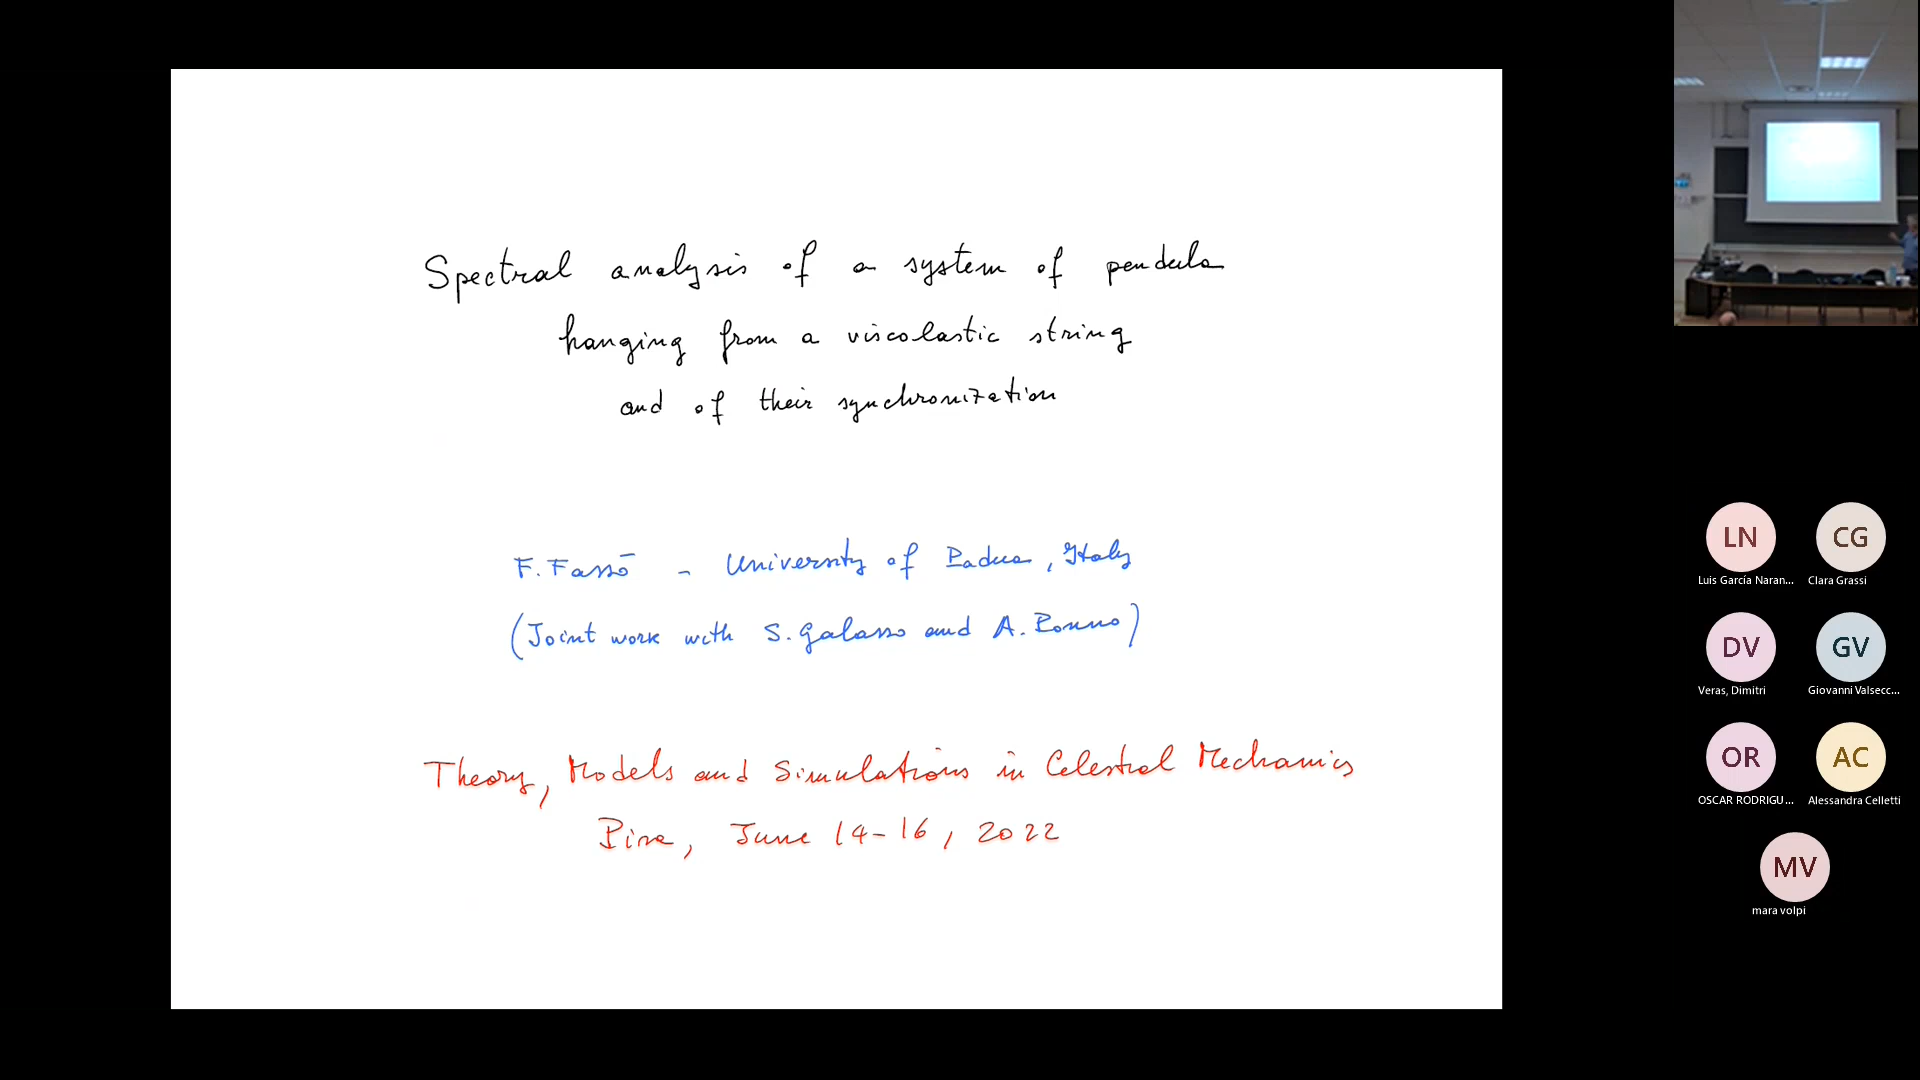 Spectral analysis of a system of pendula
hanging from a viscolastic string
and of their synchronization
F. Fassò - University of Padua, Italy
(Joint work with S. Galasso and A. Ponno)
Theory, Models and Simulations in Celestial Mechanics
Pisa, June 14-16, 2022
LN
Luis García Naran...
CG
Clara Grassi
DV
Veras, Dimitri
GV
Giovanni Valsecc...
OR
OSCAR RODRIGU...
AC
Alessandra Celletti
MV
mara volpi